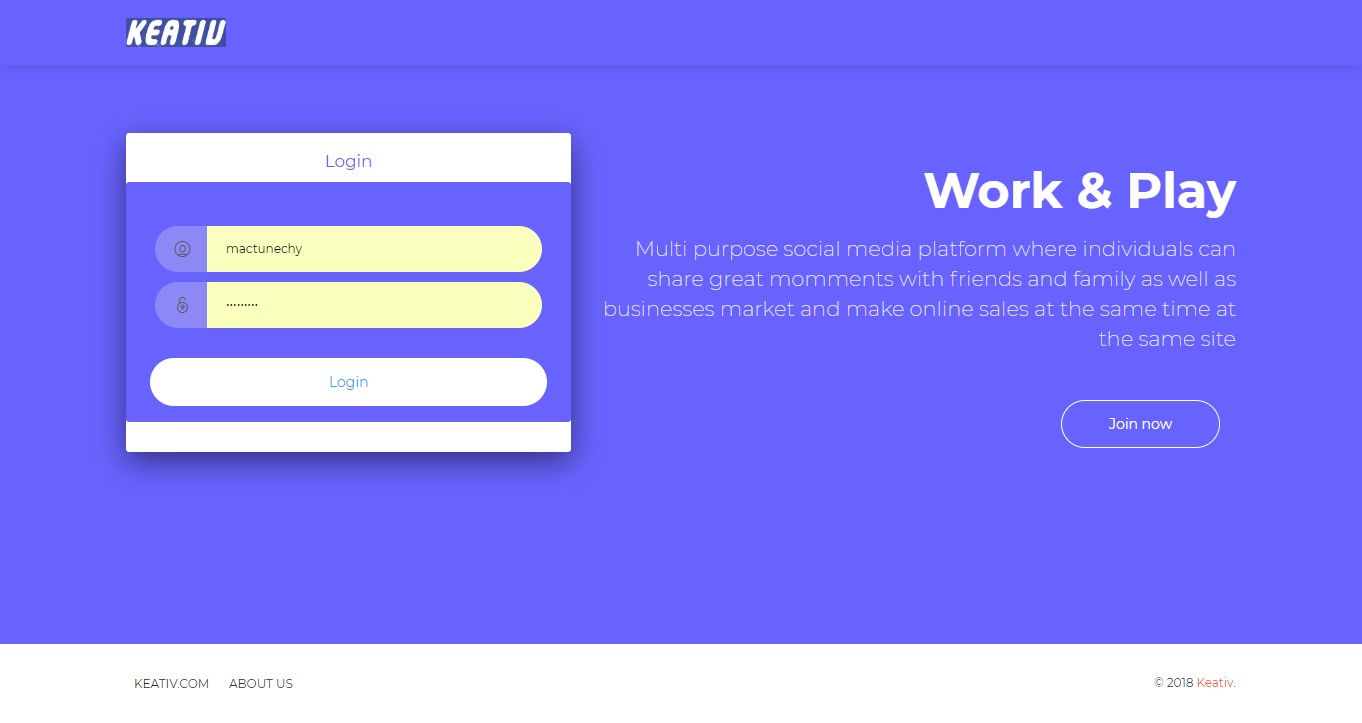 KEATIV
Login
mactunechy
.........
Login
Work & Play
Multi purpose social media platform where individuals can
share great momments with friends and family as well as
businesses market and make online sales at the same time at
the same site
Join now
KEATIV.COM ABOUT US
© 2018 Keativ.